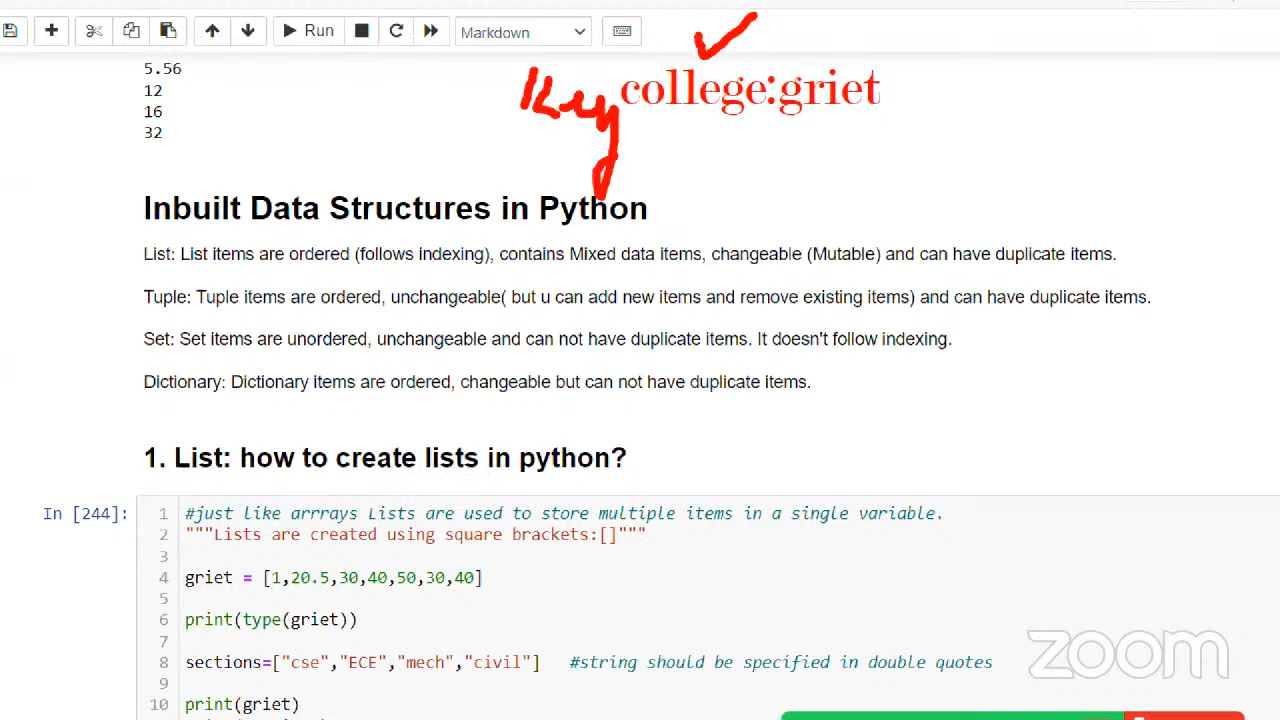 Run
Markdown
5.56
12
16
32
Key college:griet
Inbuilt Data Structures in Python
List: List items are ordered (follows indexing), contains Mixed data items, changeable (Mutable) and can have duplicate items.
Tuple: Tuple items are ordered, unchangeable( but u can add new items and remove existing items) and can have duplicate items.
Set: Set items are unordered, unchangeable and can not have duplicate items. It doesn't follow indexing.
Dictionary: Dictionary items are ordered, changeable but can not have duplicate items.
1. List: how to create lists in python?
In [244]:
1 #just like arrrays Lists are used to store multiple items in a single variable.
2 """Lists are created using square brackets:[]"""
3
4 griet = [1,20.5,30,40,50,30,40]
5
6 print(type(griet))
7
8 sections=["cse","ECE","mech","civil"] #string should be specified in double quotes
9
10 print(griet)
zoom